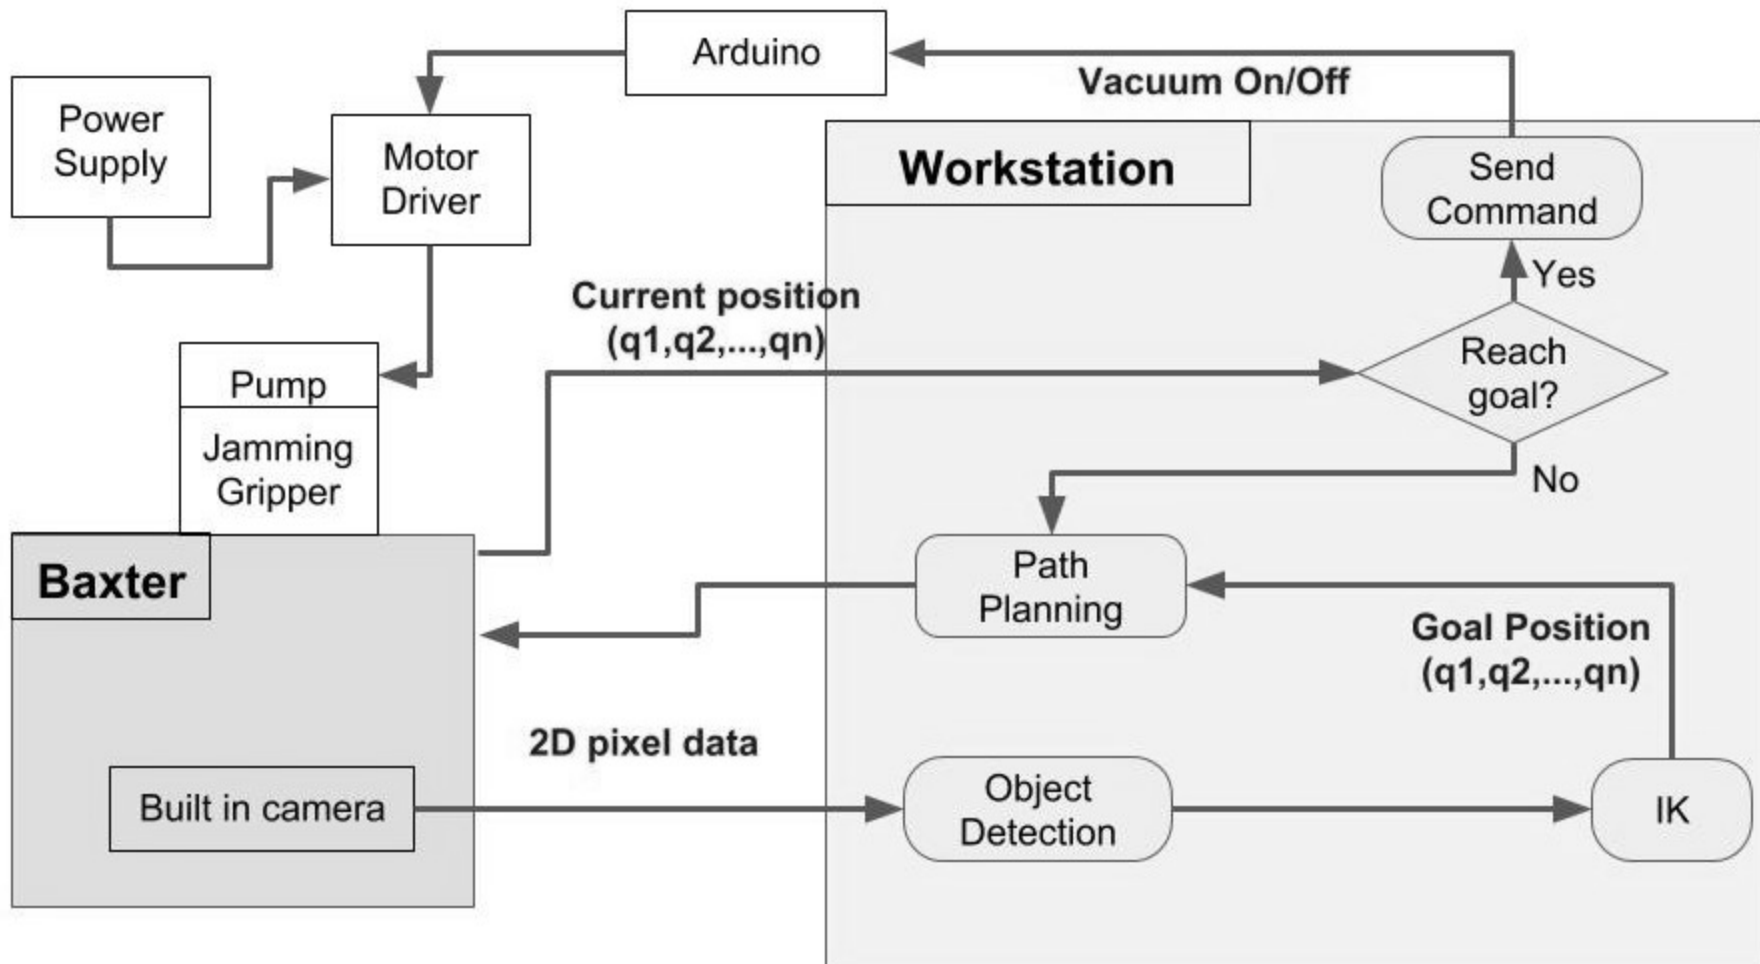 Arduino
Vacuum On/Off
Power
Supply
Motor
Driver
Workstation
Send
Command
Yes
Current position
(q1,q2,...,qn)
Reach
goal?
Pump
Jamming
Gripper
No
Baxter
Path
Planning
Goal Position
(q1,q2,...,qn)
2D pixel data
Built in camera
Object
Detection
IK